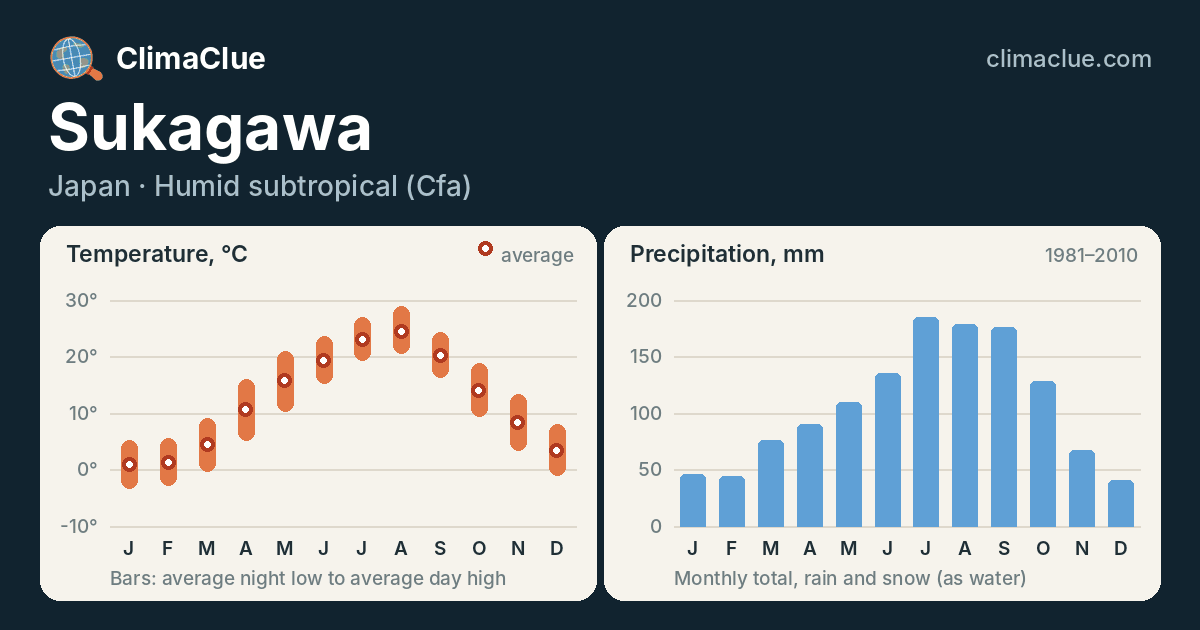 ClimaClue
climaclue.com
Sukagawa
Japan · Humid subtropical (Cfa)
Temperature, °C
average
30°
20°
10°
0°
-10°
J F M A M J J A S O N D
Bars: average night low to average day high
Precipitation, mm
1981–2010
200
150
100
50
0
J F M A M J J A S O N D
Monthly total, rain and snow (as water)